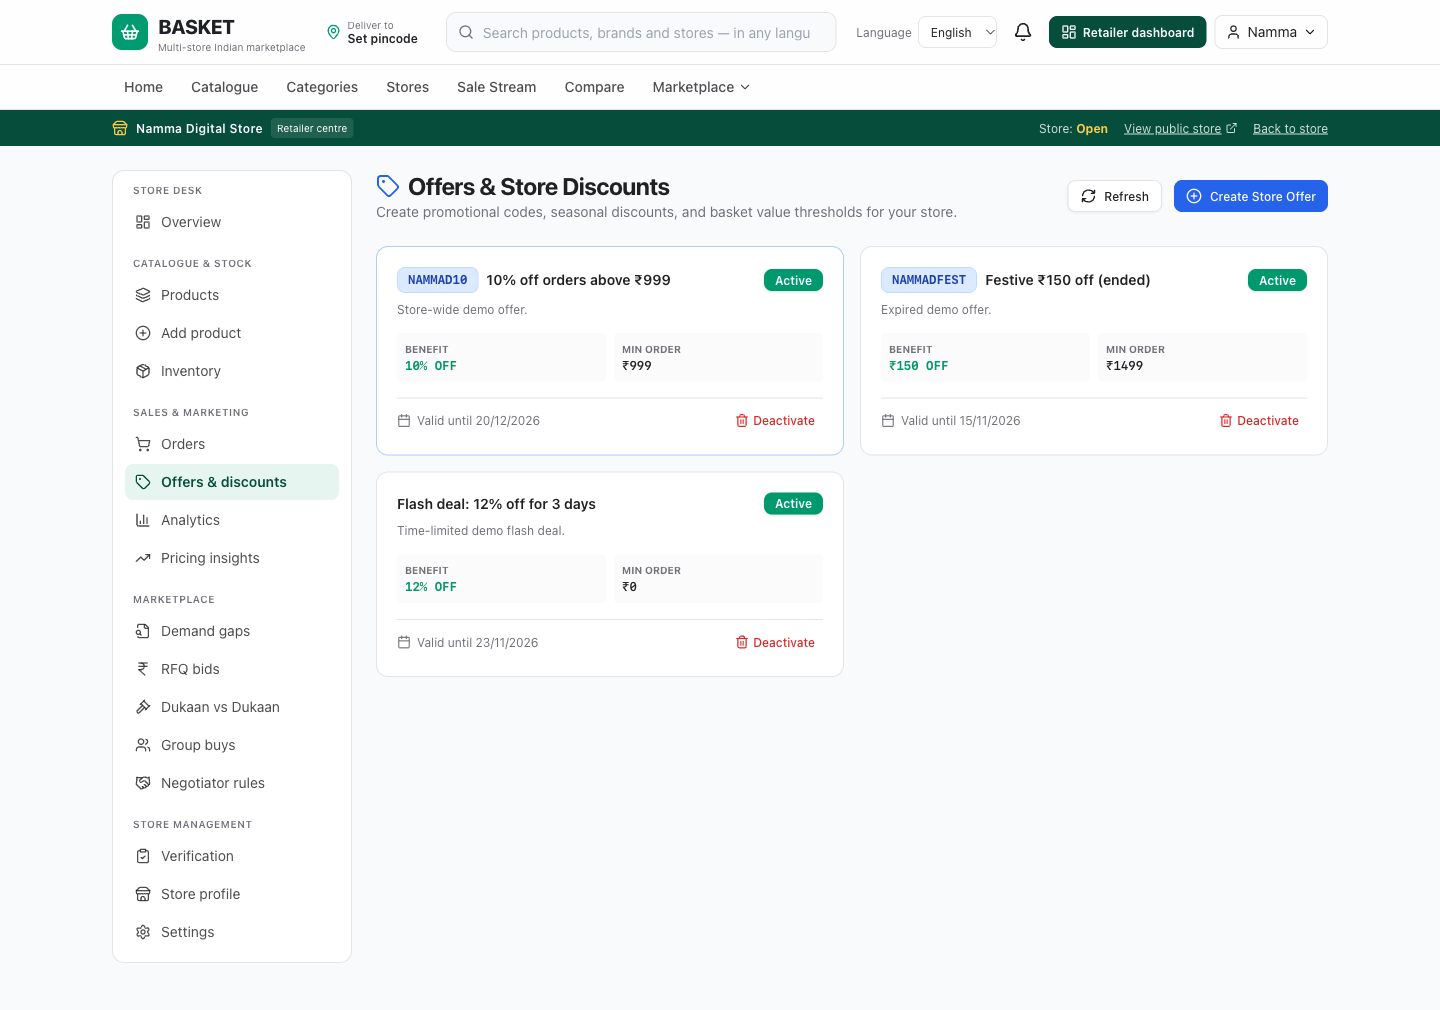 BASKET
Multi-store Indian marketplace
Deliver to
Set pincode
Search products, brands and stores — in any langu
Language
English
Retailer dashboard
Namma
Home
Catalogue
Categories
Stores
Sale Stream
Compare
Marketplace
Namma Digital Store
Retailer centre
Store: Open
View public store
Back to store
STORE DESK
Overview
CATALOGUE & STOCK
Products
Add product
Inventory
SALES & MARKETING
Orders
Offers & discounts
Analytics
Pricing insights
MARKETPLACE
Demand gaps
RFQ bids
Dukaan vs Dukaan
Group buys
Negotiator rules
STORE MANAGEMENT
Verification
Store profile
Settings
Offers & Store Discounts
Create promotional codes, seasonal discounts, and basket value thresholds for your store.
Refresh
Create Store Offer
NAMMAD10
10% off orders above ₹999
Active
Store-wide demo offer.
BENEFIT
10% OFF
MIN ORDER
₹999
Valid until 20/12/2026
Deactivate
NAMMADFEST
Festive ₹150 off (ended)
Active
Expired demo offer.
BENEFIT
₹150 OFF
MIN ORDER
₹1499
Valid until 15/11/2026
Deactivate
Flash deal: 12% off for 3 days
Active
Time-limited demo flash deal.
BENEFIT
12% OFF
MIN ORDER
₹0
Valid until 23/11/2026
Deactivate